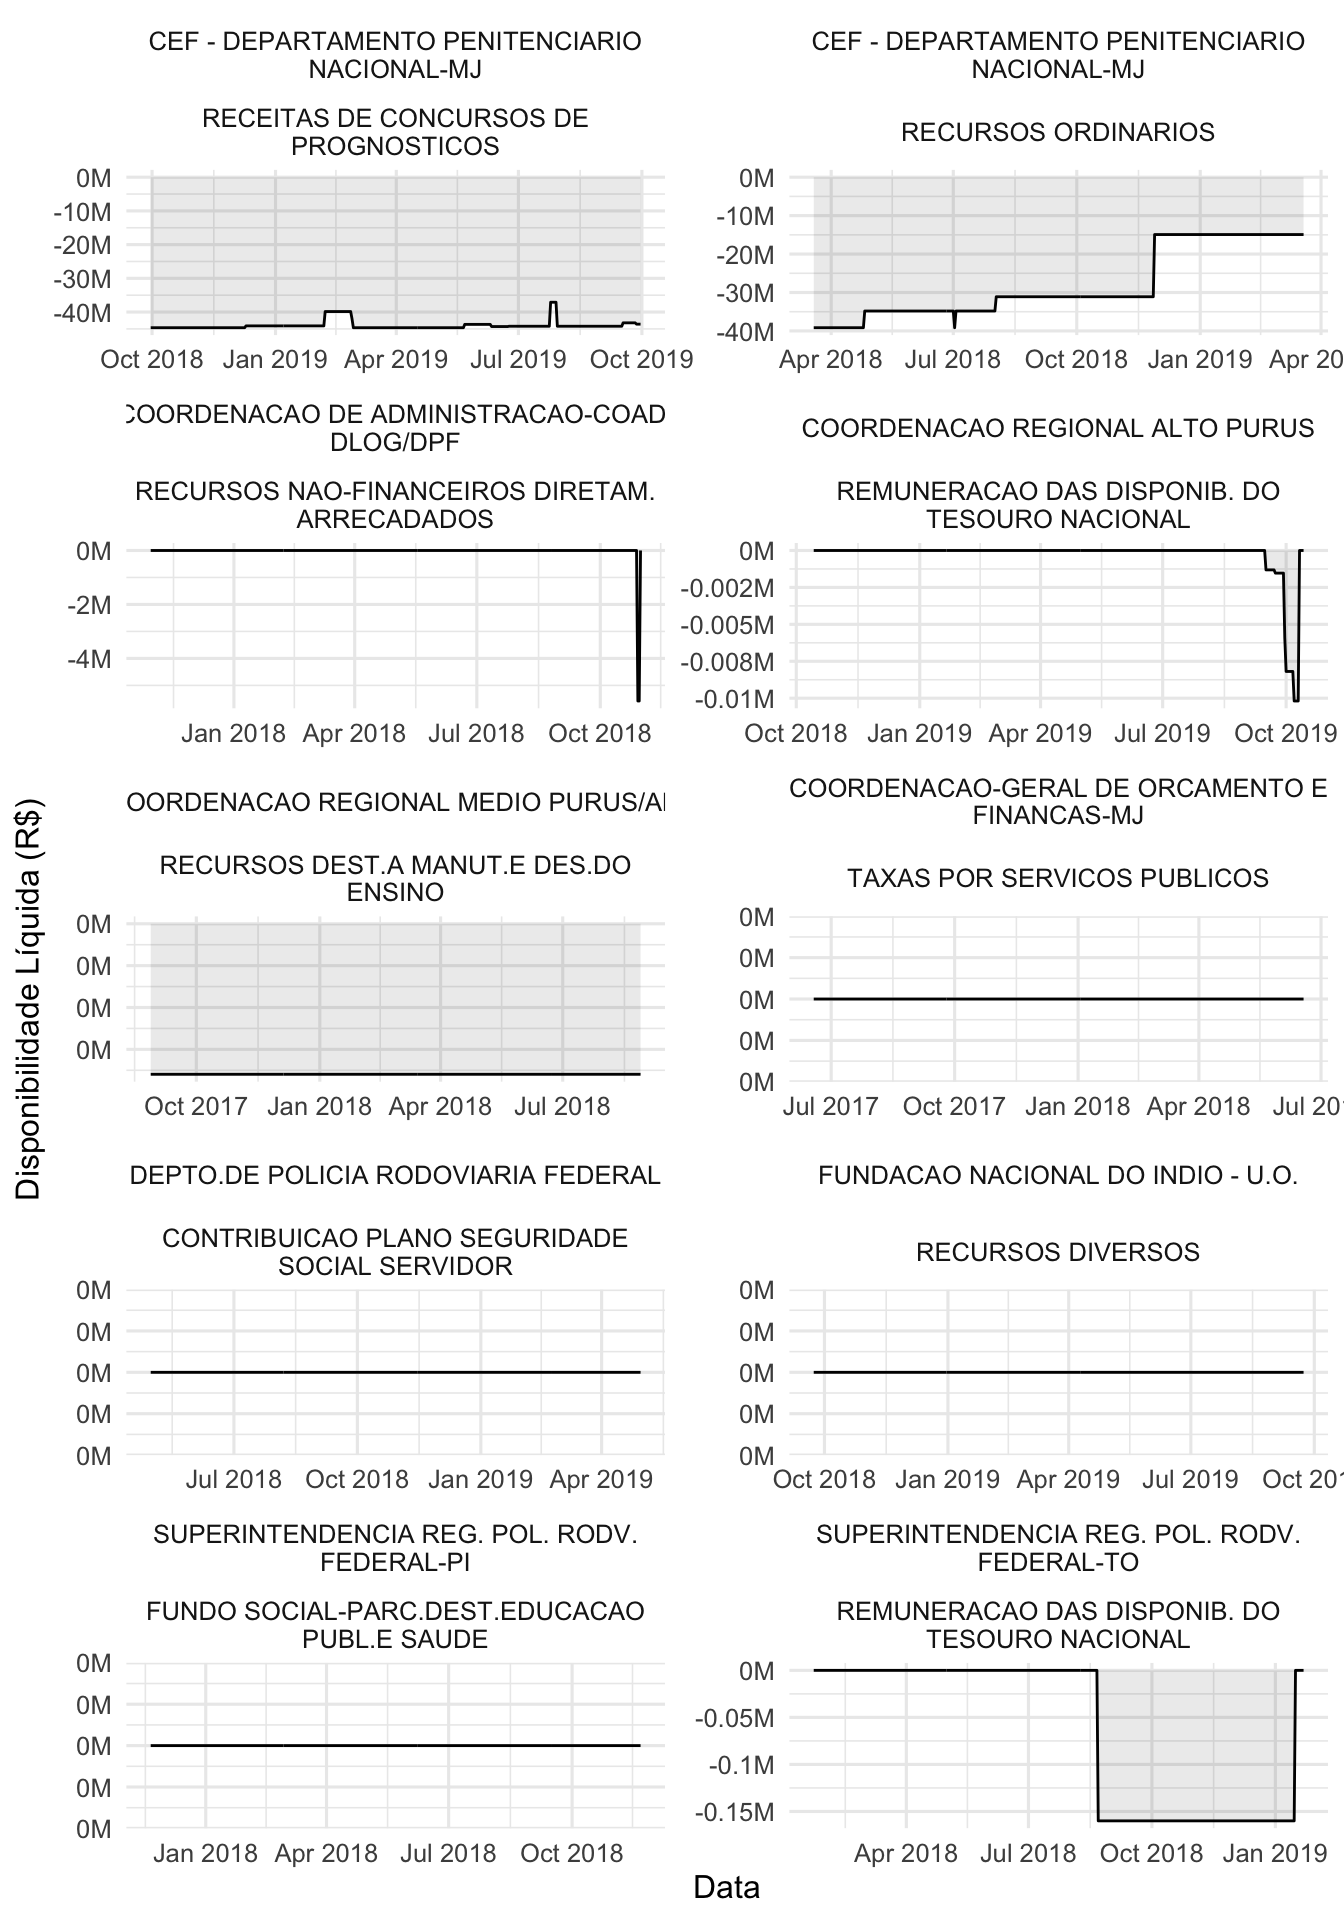 CEF - DEPARTAMENTO PENITENCIARIO
NACIONAL-MJ
RECEITAS DE CONCURSOS DE
PROGNOSTICOS
0M
-10M
-20M
-30M
-40M
Oct 2018 Jan 2019 Apr 2019 Jul 2019 Oct 2019
CEF - DEPARTAMENTO PENITENCIARIO
NACIONAL-MJ
RECURSOS ORDINARIOS
0M
-10M
-20M
-30M
-40M
Apr 2018 Jul 2018 Oct 2018 Jan 2019 Apr 20
COORDENACAO DE ADMINISTRACAO-COAD
DLOG/DPF
RECURSOS NAO-FINANCEIROS DIRETAM.
ARRECADADOS
0M
-2M
-4M
Jan 2018 Apr 2018 Jul 2018 Oct 2018
COORDENACAO REGIONAL ALTO PURUS
REMUNERACAO DAS DISPONIB. DO
TESOURO NACIONAL
0M
-0.002M
-0.005M
-0.008M
-0.01M
Oct 2018 Jan 2019 Apr 2019 Jul 2019 Oct 2019
Disponibilidade Líquida (R$)
OORDENACAO REGIONAL MEDIO PURUS/A
RECURSOS DEST.A MANUT.E DES.DO
ENSINO
0M
0M
0M
0M
Oct 2017 Jan 2018 Apr 2018 Jul 2018
COORDENACAO-GERAL DE ORCAMENTO E
FINANCAS-MJ
TAXAS POR SERVICOS PUBLICOS
0M
0M
0M
0M
0M
Jul 2017 Oct 2017 Jan 2018 Apr 2018 Jul 201
DEPTO.DE POLICIA RODOVIARIA FEDERAL
CONTRIBUICAO PLANO SEGURIDADE
SOCIAL SERVIDOR
0M
0M
0M
0M
0M
Jul 2018 Oct 2018 Jan 2019 Apr 2019
FUNDACAO NACIONAL DO INDIO - U.O.
RECURSOS DIVERSOS
0M
0M
0M
0M
0M
Oct 2018 Jan 2019 Apr 2019 Jul 2019 Oct 201
SUPERINTENDENCIA REG. POL. RODV.
FEDERAL-PI
FUNDO SOCIAL-PARC.DEST.EDUCACAO
PUBL.E SAUDE
0M
0M
0M
0M
0M
Jan 2018 Apr 2018 Jul 2018 Oct 2018
SUPERINTENDENCIA REG. POL. RODV.
FEDERAL-TO
REMUNERACAO DAS DISPONIB. DO
TESOURO NACIONAL
0M
-0.05M
-0.1M
-0.15M
Apr 2018 Jul 2018 Oct 2018 Jan 2019
Data